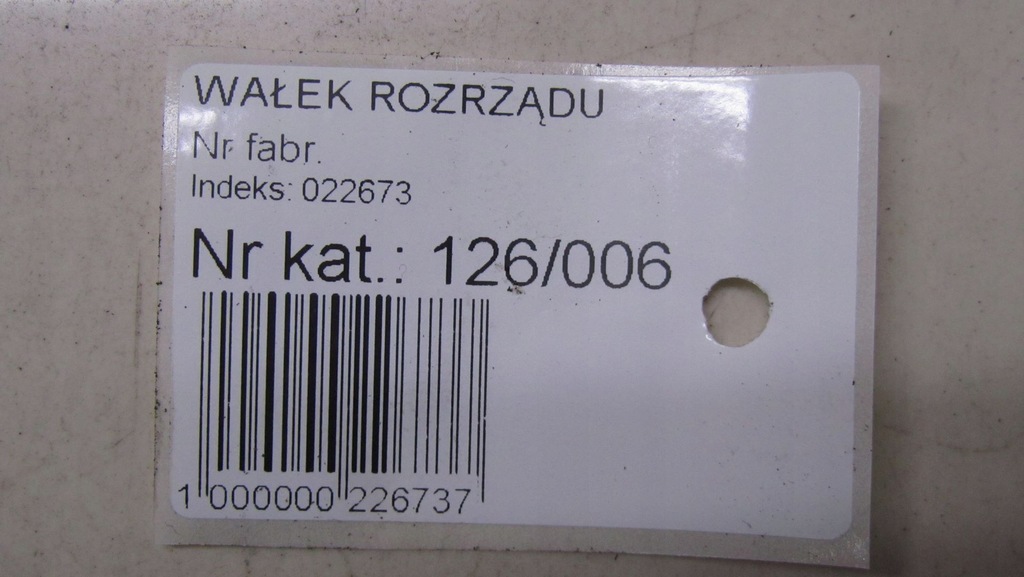 WAŁEK ROZRZĄDU
Nr fabr.
Indeks: 022673
Nr kat.: 126/006
1 000000 226737